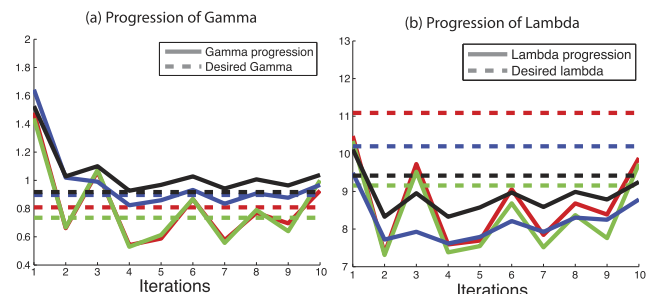 (a) Progression of Gamma
2
1.8
1.6
1.4
1.2
1
0.8
0.6
0.4
1 2 3 4 5 6 7 8 9 10
Iterations
Gamma progression
Desired Gamma
(b) Progression of Lambda
13
12
11
10
9
8
7
1 2 3 4 5 6 7 8 9 10
Iterations
Lambda progression
Desired lambda